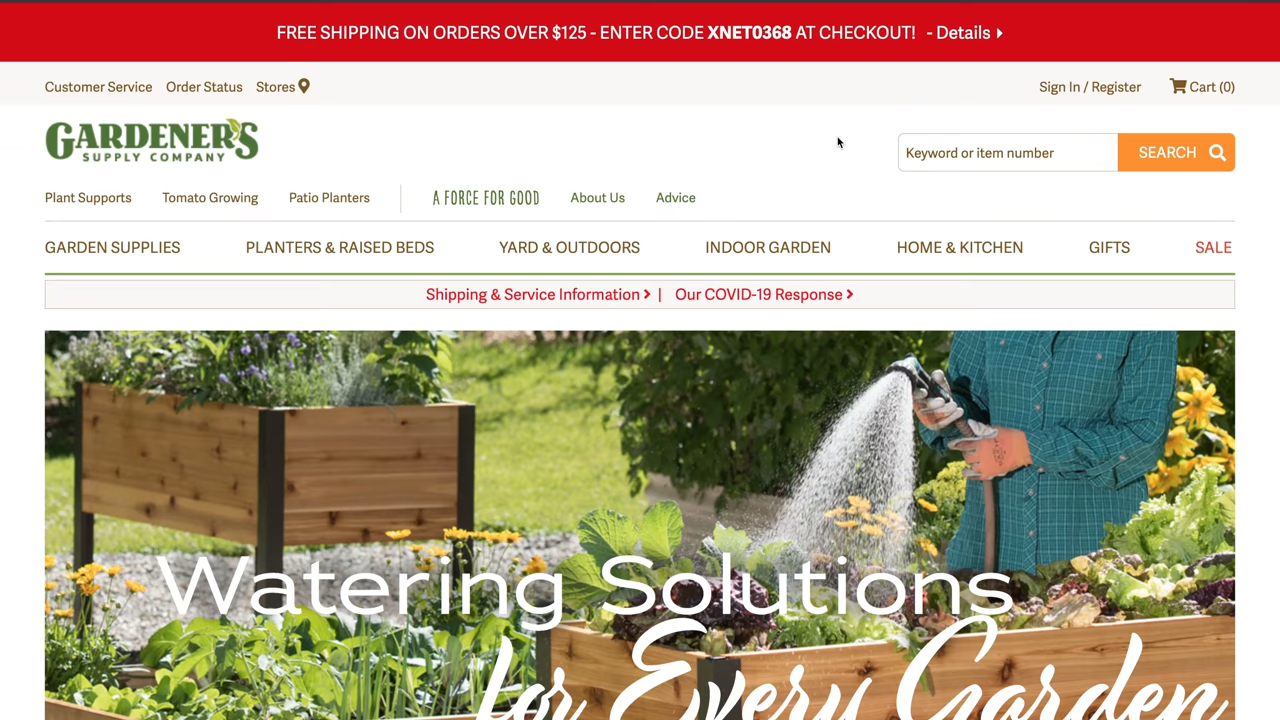 FREE SHIPPING ON ORDERS OVER $125 - ENTER CODE XNET0368 AT CHECKOUT! - Details
Customer Service Order Status Stores Sign In / Register Cart (0)
GARDENER'S
SUPPLY COMPANY
Keyword or item number SEARCH
Plant Supports Tomato Growing Patio Planters A FORCE FOR GOOD About Us Advice
GARDEN SUPPLIES PLANTERS & RAISED BEDS YARD & OUTDOORS INDOOR GARDEN HOME & KITCHEN GIFTS SALE
Shipping & Service Information | Our COVID-19 Response
Watering Solutions
for Every Garden